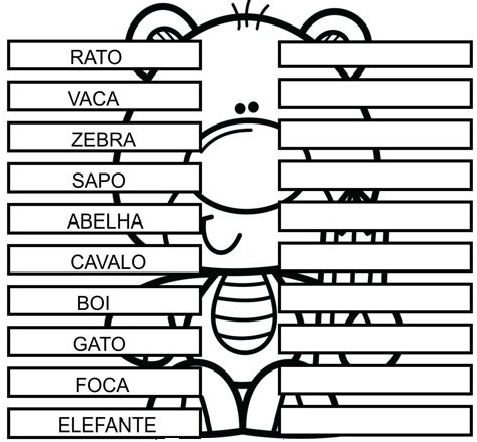 RATO
VACA
ZEBRA
SAPO
ABELHA
CAVALO
BOI
GATO
FOCA
ELEFANTE